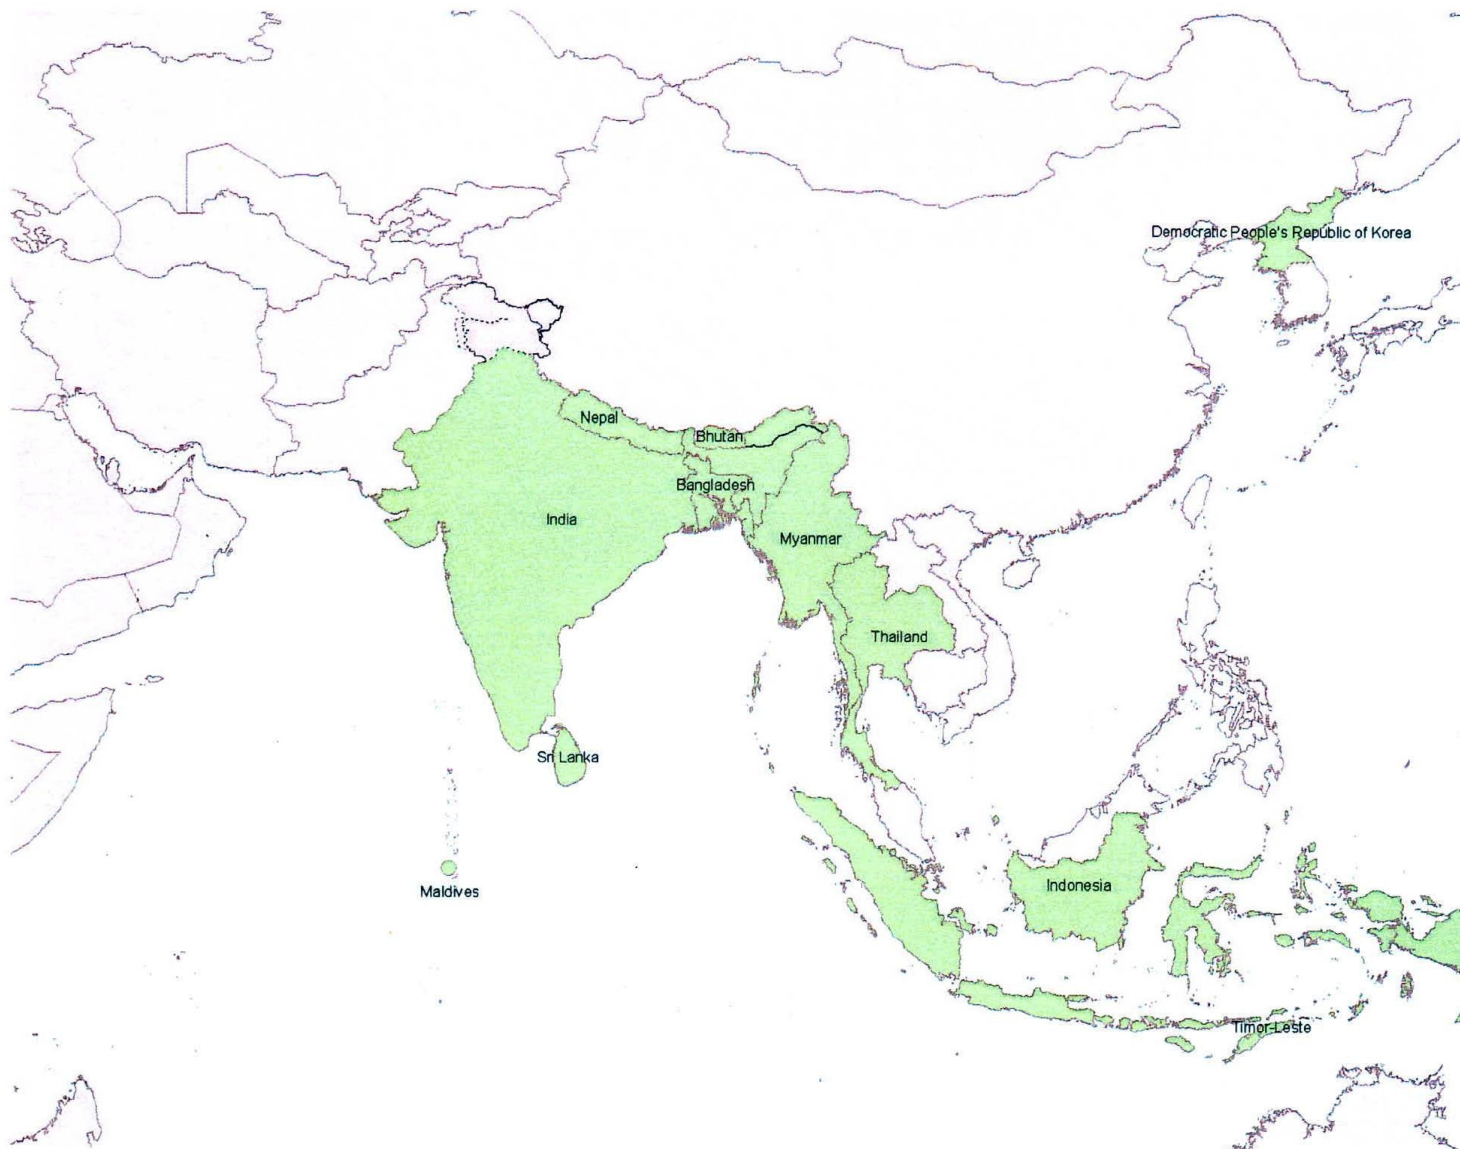 Democratic People's Republic of Korea
Nepal
Bhutan
Bangladesh
India
Myanmar
Thailand
Sri Lanka
Maldives
Indonesia
Timor-Leste